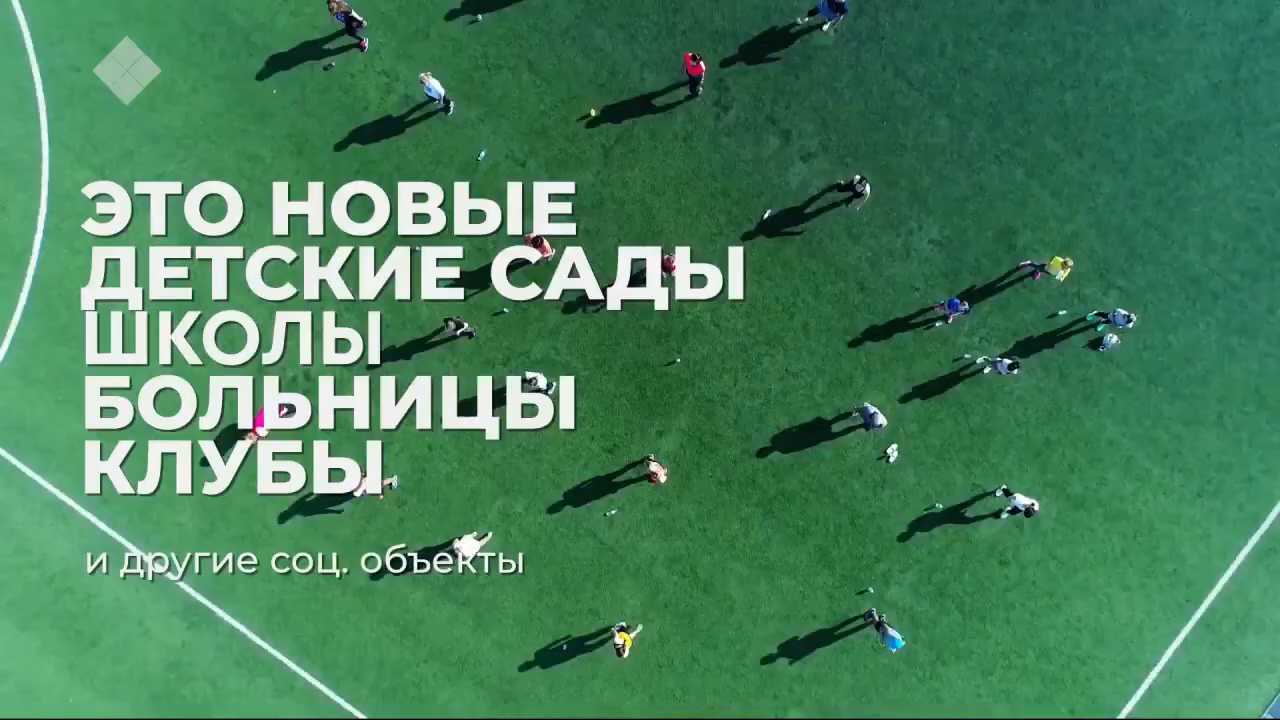 ЭТО НОВЫЕ
ДЕТСКИЕ САДЫ
ШКОЛЫ
БОЛЬНИЦЫ
КЛУБЫ
и другие соц. объекты